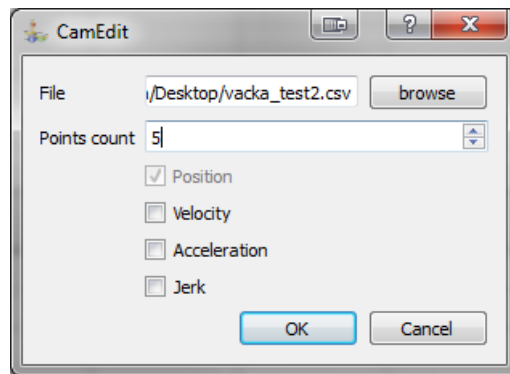 CamEdit
File /Desktop/vacka_test2.csv browse
Points count 5
Position
Velocity
Acceleration
Jerk
OK Cancel